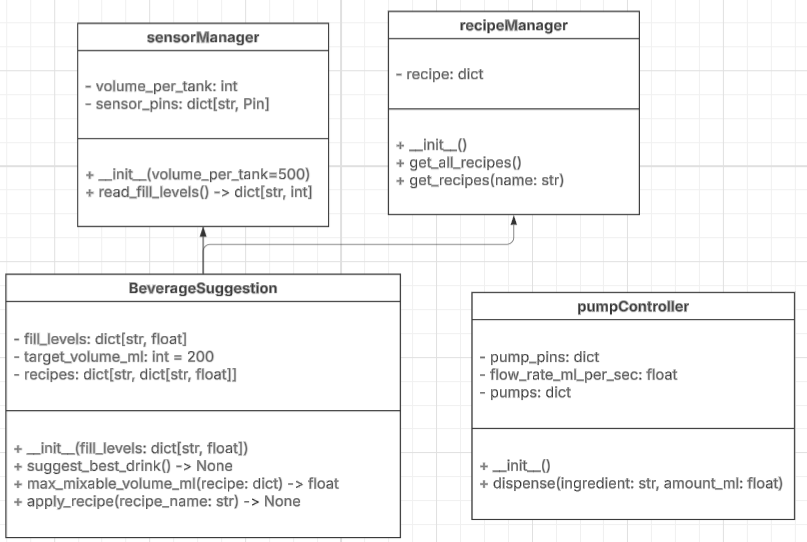 sensorManager
- volume_per_tank: int
- sensor_pins: dict[str, Pin]
+ __init__(volume_per_tank=500)
+ read_fill_levels() -> dict[str, int]
recipeManager
- recipe: dict
+ __init__()
+ get_all_recipes()
+ get_recipes(name: str)
BeverageSuggestion
- fill_levels: dict[str, float]
- target_volume_ml: int = 200
- recipes: dict[str, dict[str, float]]
+ __init__(fill_levels: dict[str, float])
+ suggest_best_drink() -> None
+ max_mixable_volume_ml(recipe: dict) -> float
+ apply_recipe(recipe_name: str) -> None
pumpController
- pump_pins: dict
- flow_rate_ml_per_sec: float
- pumps: dict
+ __init__()
+ dispense(ingredient: str, amount_ml: float)